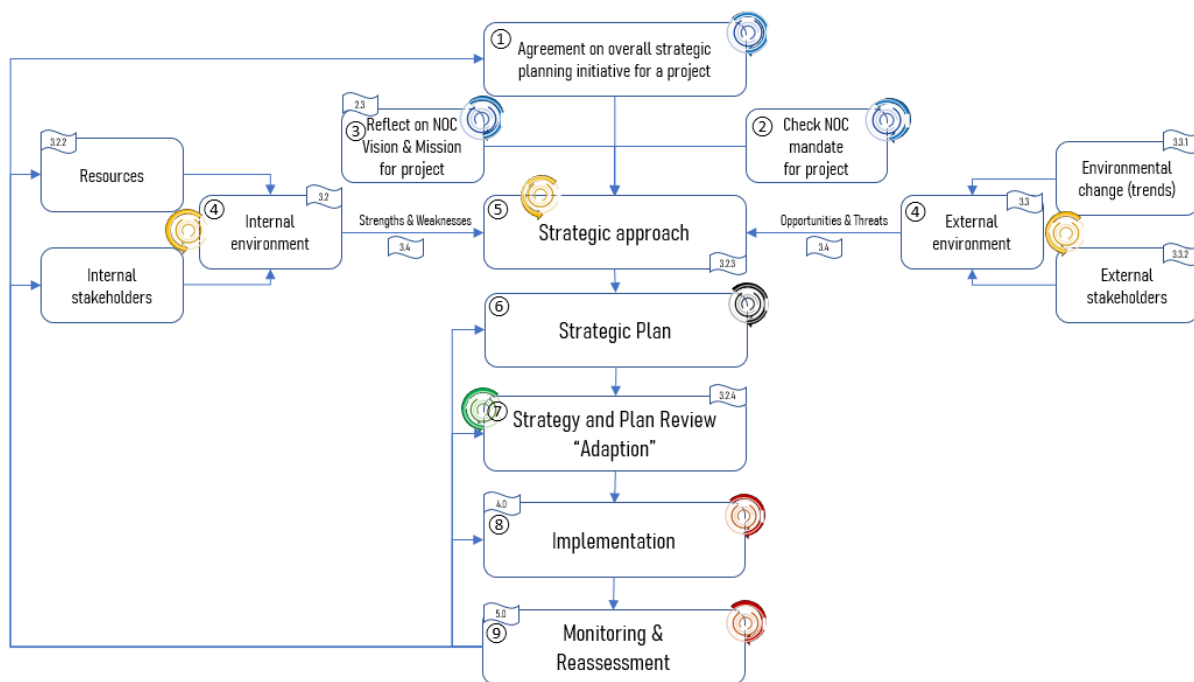 ①
Agreement on overall strategic
planning initiative for a project
2.3
③
Reflect on NOC
Vision & Mission
for project
②
Check NOC
mandate
for project
3.2.2
Resources
3.3.1
Environmental
change (trends)
3.2
④
Internal
environment
Strengths & Weaknesses
3.4
⑤
Strategic approach
3.2.3
Opportunities & Threats
3.4
3.3
④
External
environment
Internal
stakeholders
3.3.2
External
stakeholders
⑥
Strategic Plan
3.2.4
⑦
Strategy and Plan Review
“Adaption”
4.0
⑧
Implementation
5.0
⑨
Monitoring &
Reassessment